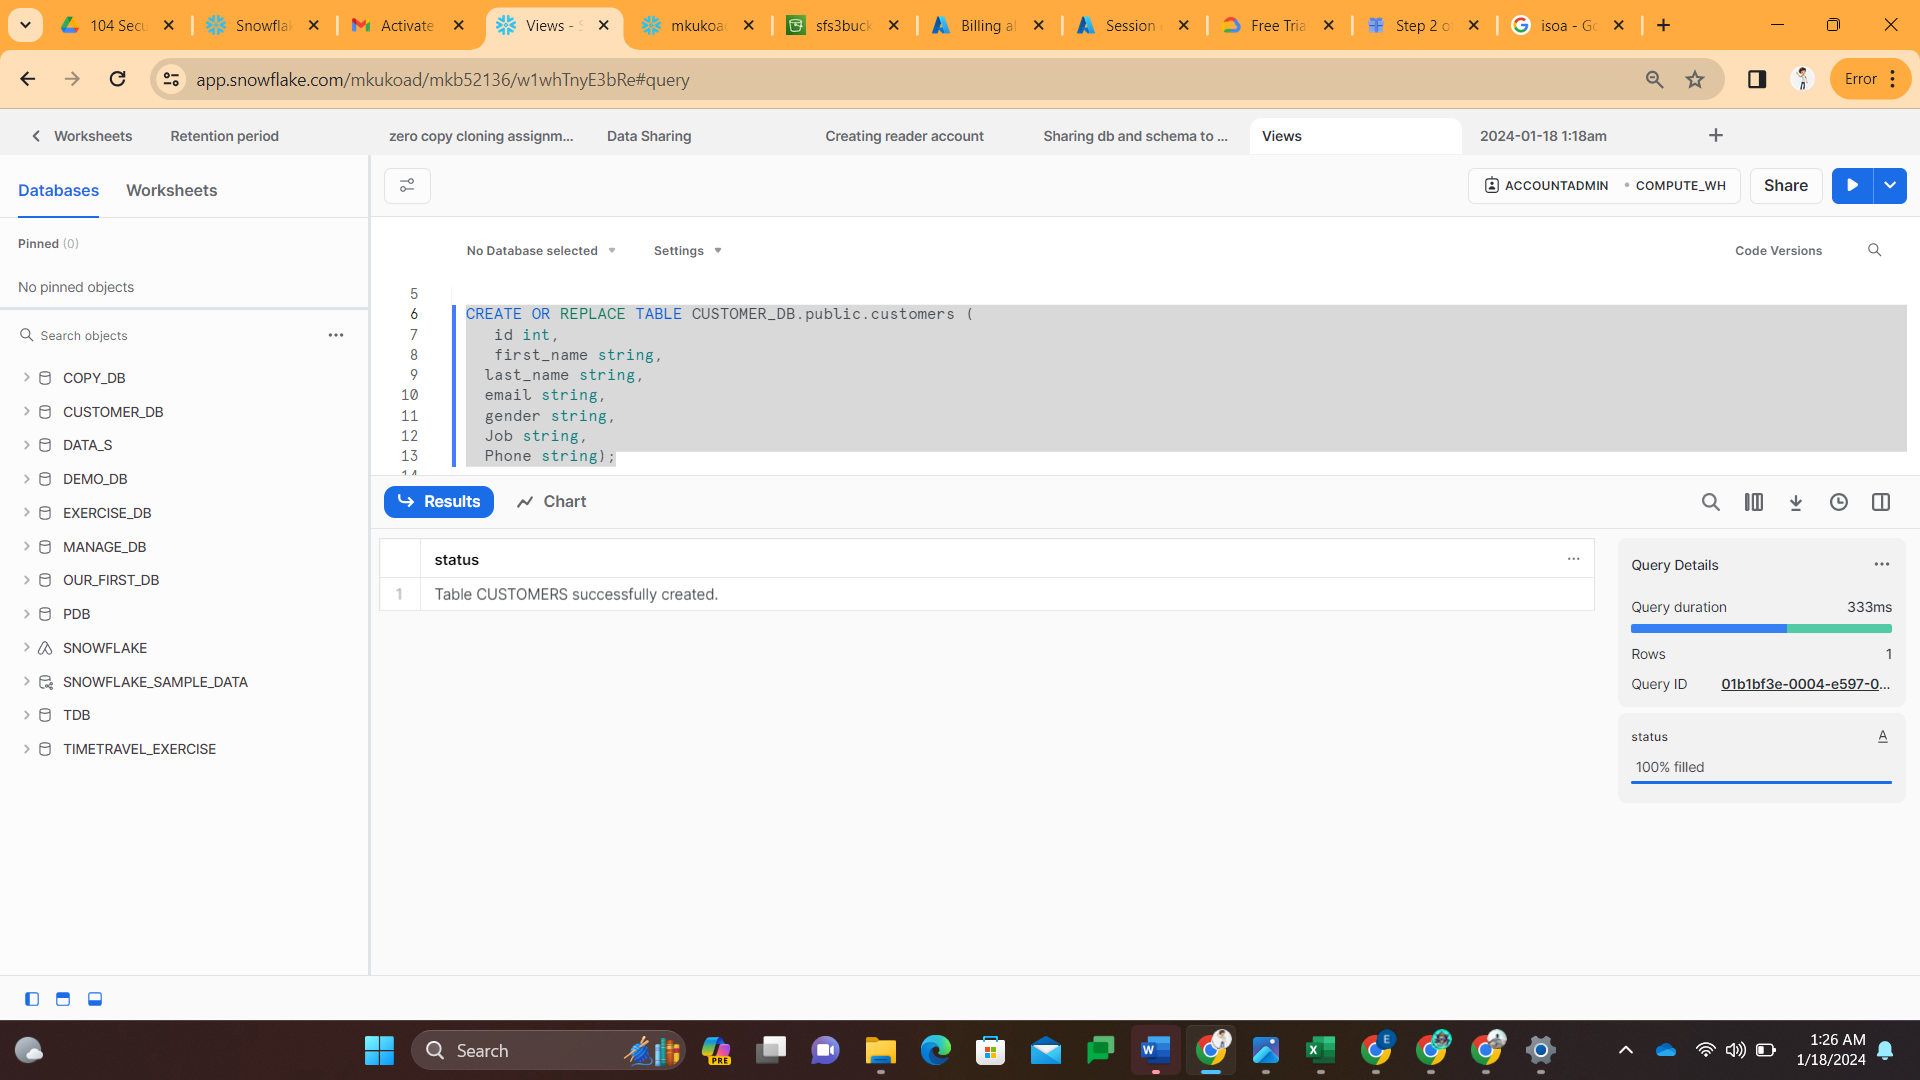 104 Secu
Snowflak
Activate
Views - S
mkukoad
sfs3buck
Billing al
Session
Free Tria
Step 2 o
isoa - Go
app.snowflake.com/mkukoad/mkb52136/w1whTnyE3bRe#query
Error
Worksheets
Retention period
zero copy cloning assignm...
Data Sharing
Creating reader account
Sharing db and schema to ...
Views
2024-01-18 1:18am
Databases
Worksheets
ACCOUNTADMIN
COMPUTE_WH
Share
Pinned (0)
No pinned objects
No Database selected
Settings
Code Versions
Search objects
COPY_DB
CUSTOMER_DB
DATA_S
DEMO_DB
EXERCISE_DB
MANAGE_DB
OUR_FIRST_DB
PDB
SNOWFLAKE
SNOWFLAKE_SAMPLE_DATA
TDB
TIMETRAVEL_EXERCISE
5
6 CREATE OR REPLACE TABLE CUSTOMER_DB.public.customers (
7 id int,
8 first_name string,
9 last_name string,
10 email string,
11 gender string,
12 Job string,
13 Phone string);
Results
Chart
status
1 Table CUSTOMERS successfully created.
Query Details
Query duration 333ms
Rows 1
Query ID 01b1bf3e-0004-e597-0...
status A
100% filled
Search
PRE
W
X
E
1:26 AM
1/18/2024